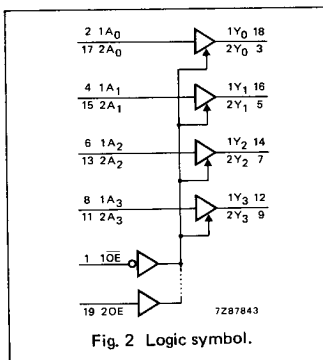 2 1A0 1Y0 18
17 2A0 2Y0 3
4 1A1 1Y1 16
15 2A1 2Y1 5
6 1A2 1Y2 14
13 2A2 2Y2 7
8 1A3 1Y3 12
11 2A3 2Y3 9
1 1O̅E̅
19 2OE
7Z87843
Fig. 2 Logic symbol.